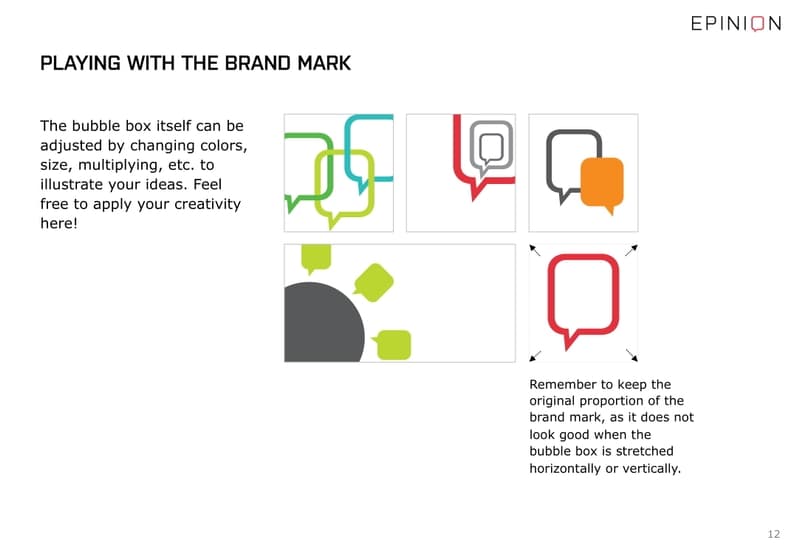 EPINION
PLAYING WITH THE BRAND MARK
The bubble box itself can be
adjusted by changing colors,
size, multiplying, etc. to
illustrate your ideas. Feel
free to apply your creativity
here!
Remember to keep the
original proportion of the
brand mark, as it does not
look good when the
bubble box is stretched
horizontally or vertically.
12